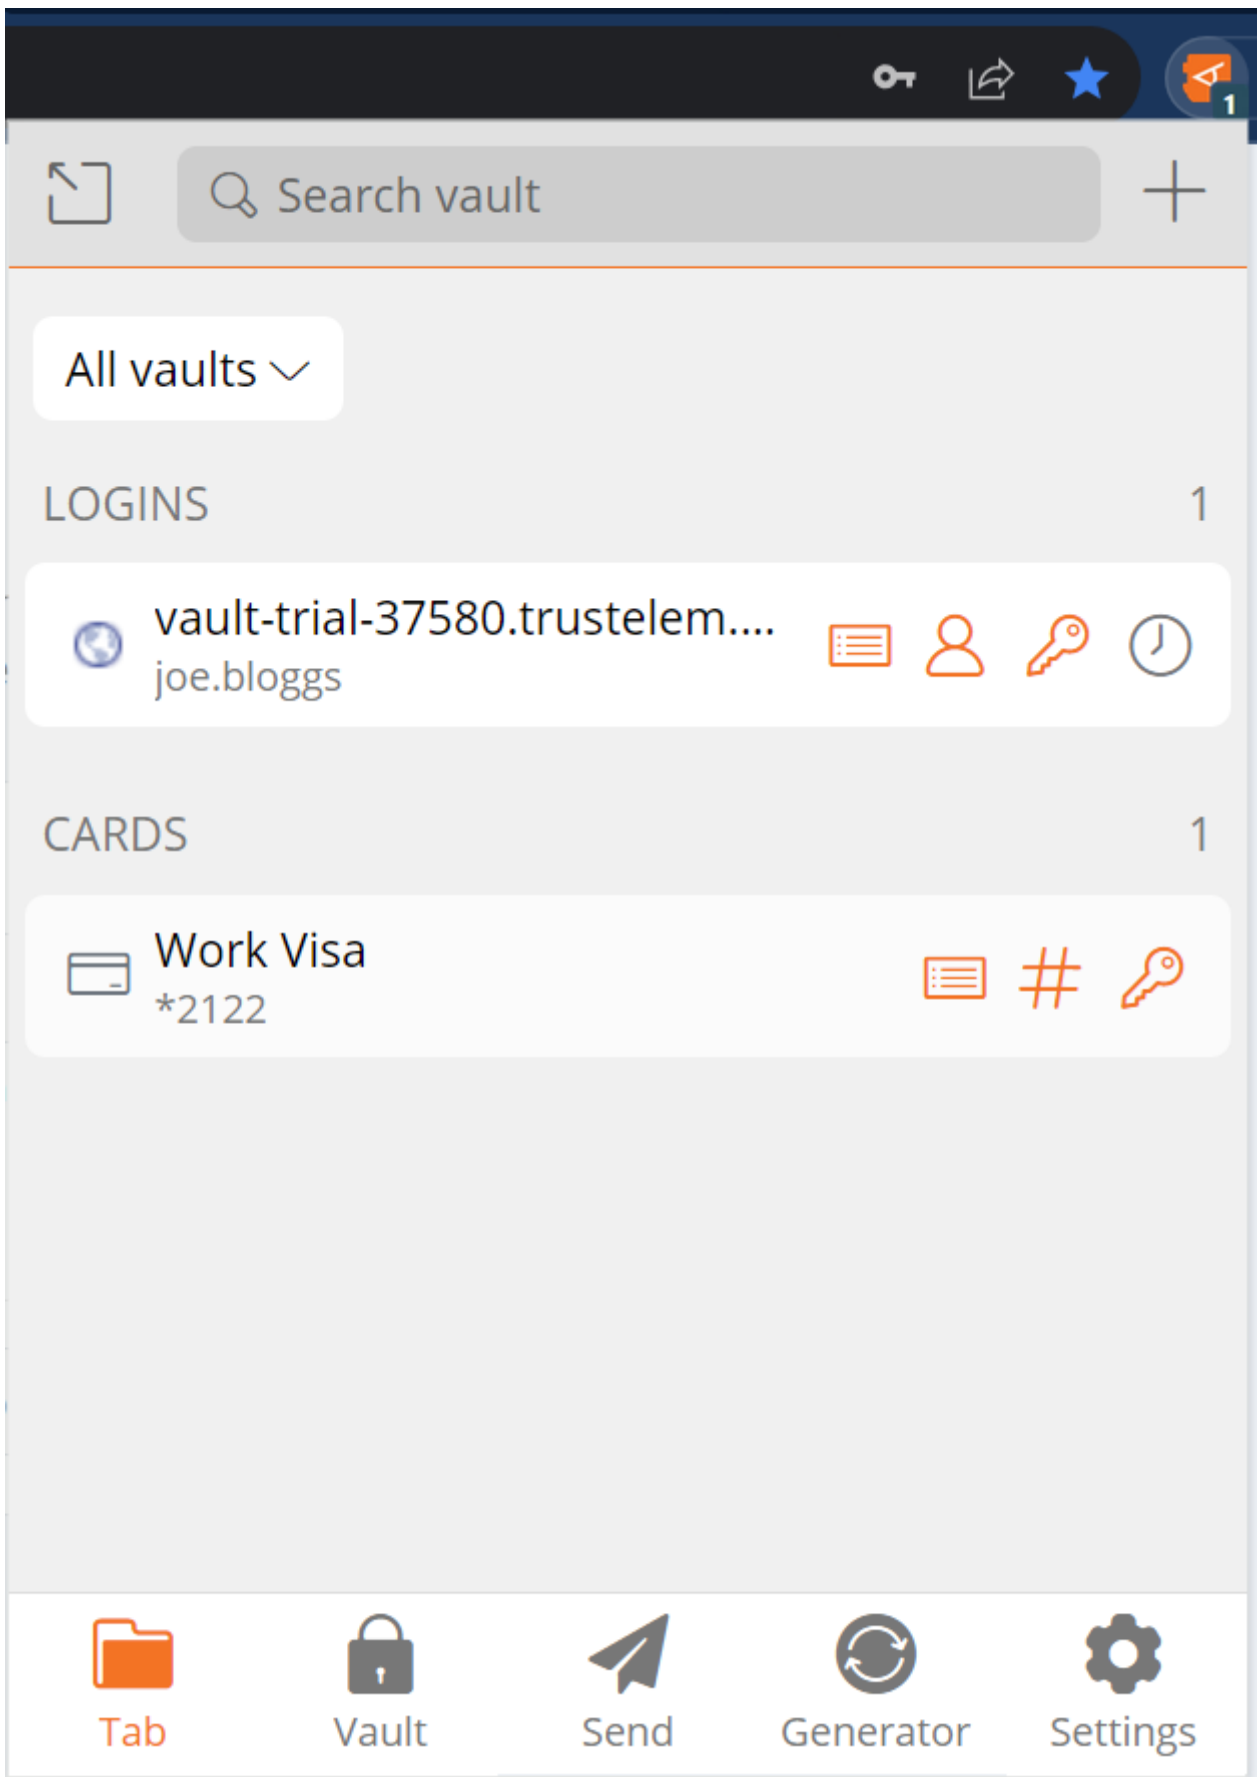 1
Search vault
All vaults
LOGINS 1
vault-trial-37580.trustelem....
joe.bloggs
CARDS 1
Work Visa
*2122
Tab Vault Send Generator Settings